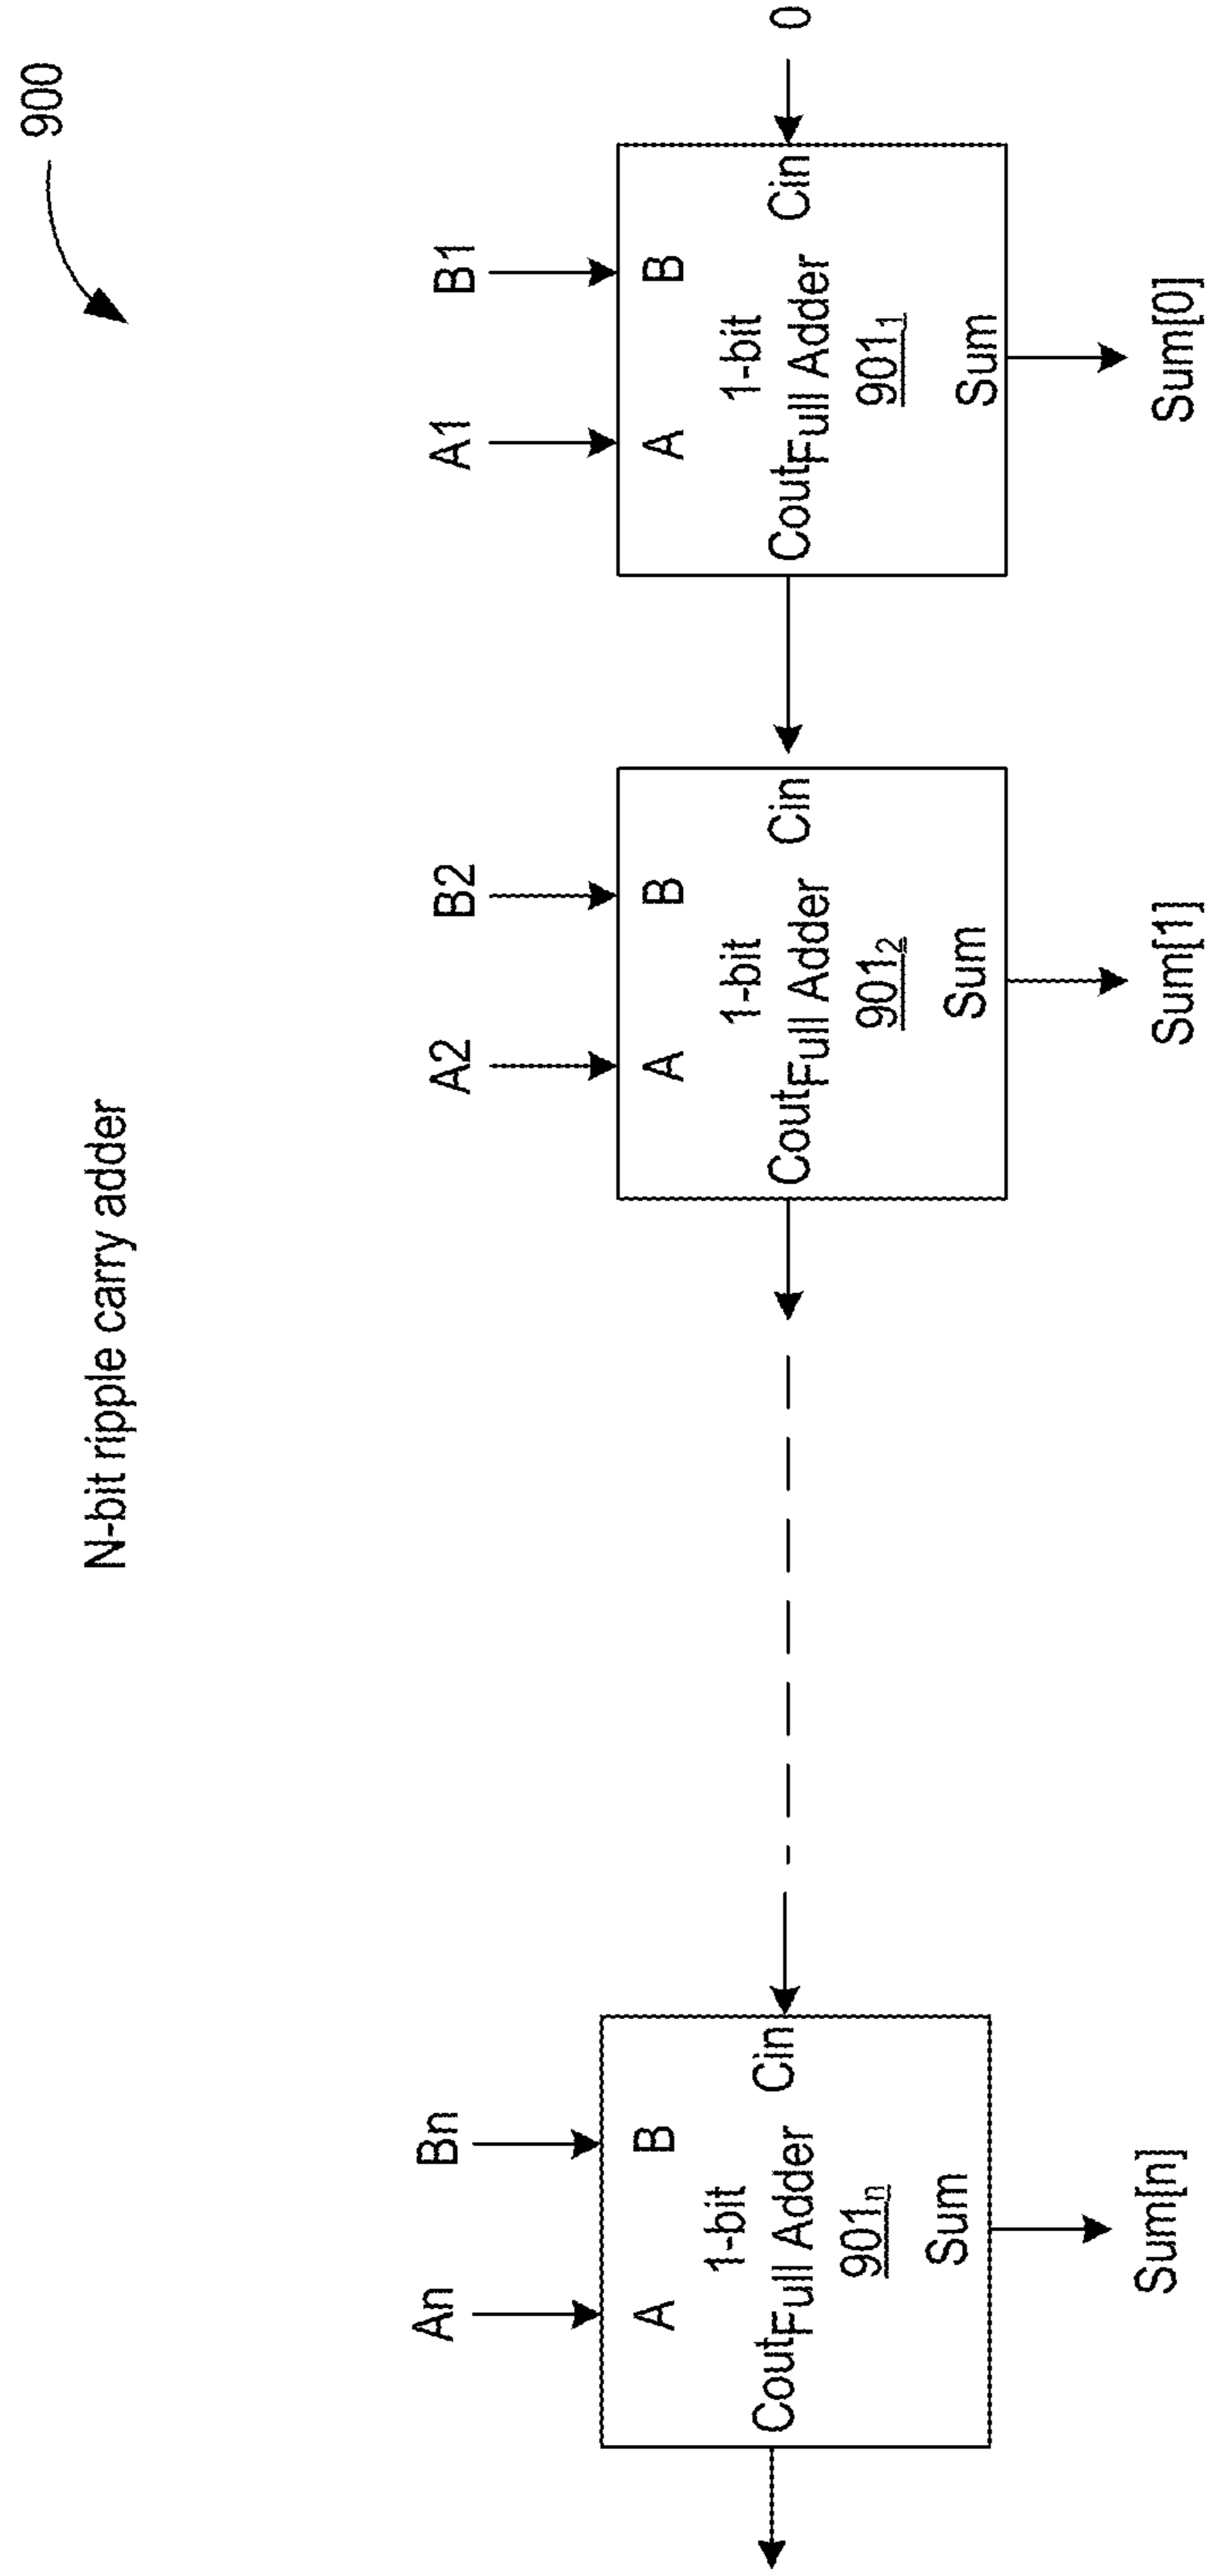 N-bit ripple carry adder
900
An
Bn
A2
B2
A1
B1
A
B
1-bit
Cout
Full Adder
Cin
901n
Sum
A
B
1-bit
Cout
Full Adder
Cin
9012
Sum
A
B
1-bit
Cout
Full Adder
Cin
9011
Sum
0
Sum[n]
Sum[1]
Sum[0]